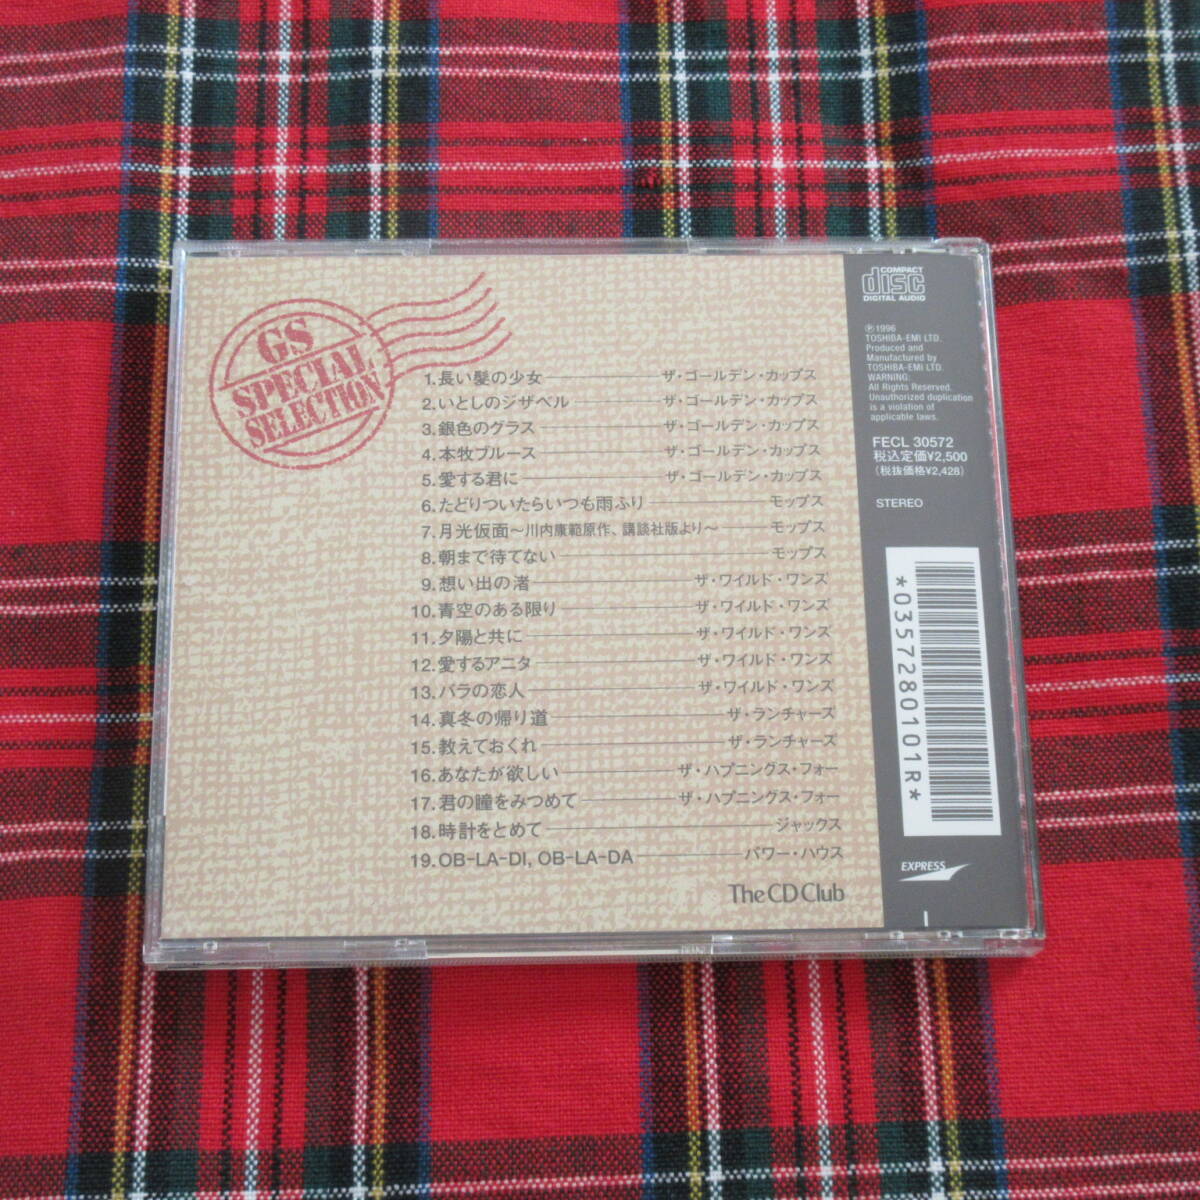 GS
SPECIAL
SELECTION
1.長い髪の少女 ザ・ゴールデン・カップス
2.いとしのジザベル ザ・ゴールデン・カップス
3.銀色のグラス ザ・ゴールデン・カップス
4.本牧ブルース ザ・ゴールデン・カップス
5.愛する君に ザ・ゴールデン・カップス
6.たどりついたらいつも雨ふり モップス
7.月光仮面〜川内康範原作、講談社版より〜 モップス
8.朝まで待てない モップス
9.想い出の渚 ザ・ワイルド・ワンズ
10.青空のある限り ザ・ワイルド・ワンズ
11.夕陽と共に ザ・ワイルド・ワンズ
12.愛するアニタ ザ・ワイルド・ワンズ
13.バラの恋人 ザ・ワイルド・ワンズ
14.真冬の帰り道 ザ・ランチャーズ
15.教えておくれ ザ・ランチャーズ
16.あなたが欲しい ザ・ハプニングス・フォー
17.君の瞳をみつめて ザ・ハプニングス・フォー
18.時計をとめて ジャックス
19.OB-LA-DI, OB-LA-DA パワー・ハウス
The CD Club
COMPACT
disc
DIGITAL AUDIO
℗1996
TOSHIBA-EMI LTD.
Produced and
Manufactured by
TOSHIBA-EMI LTD.
WARNING:
All Rights Reserved.
Unauthorized duplication
is a violation of
applicable laws.
FECL 30572
税込定価¥2,500
(税抜価格¥2,428)
STEREO
*0357280101R*
EXPRESS
I